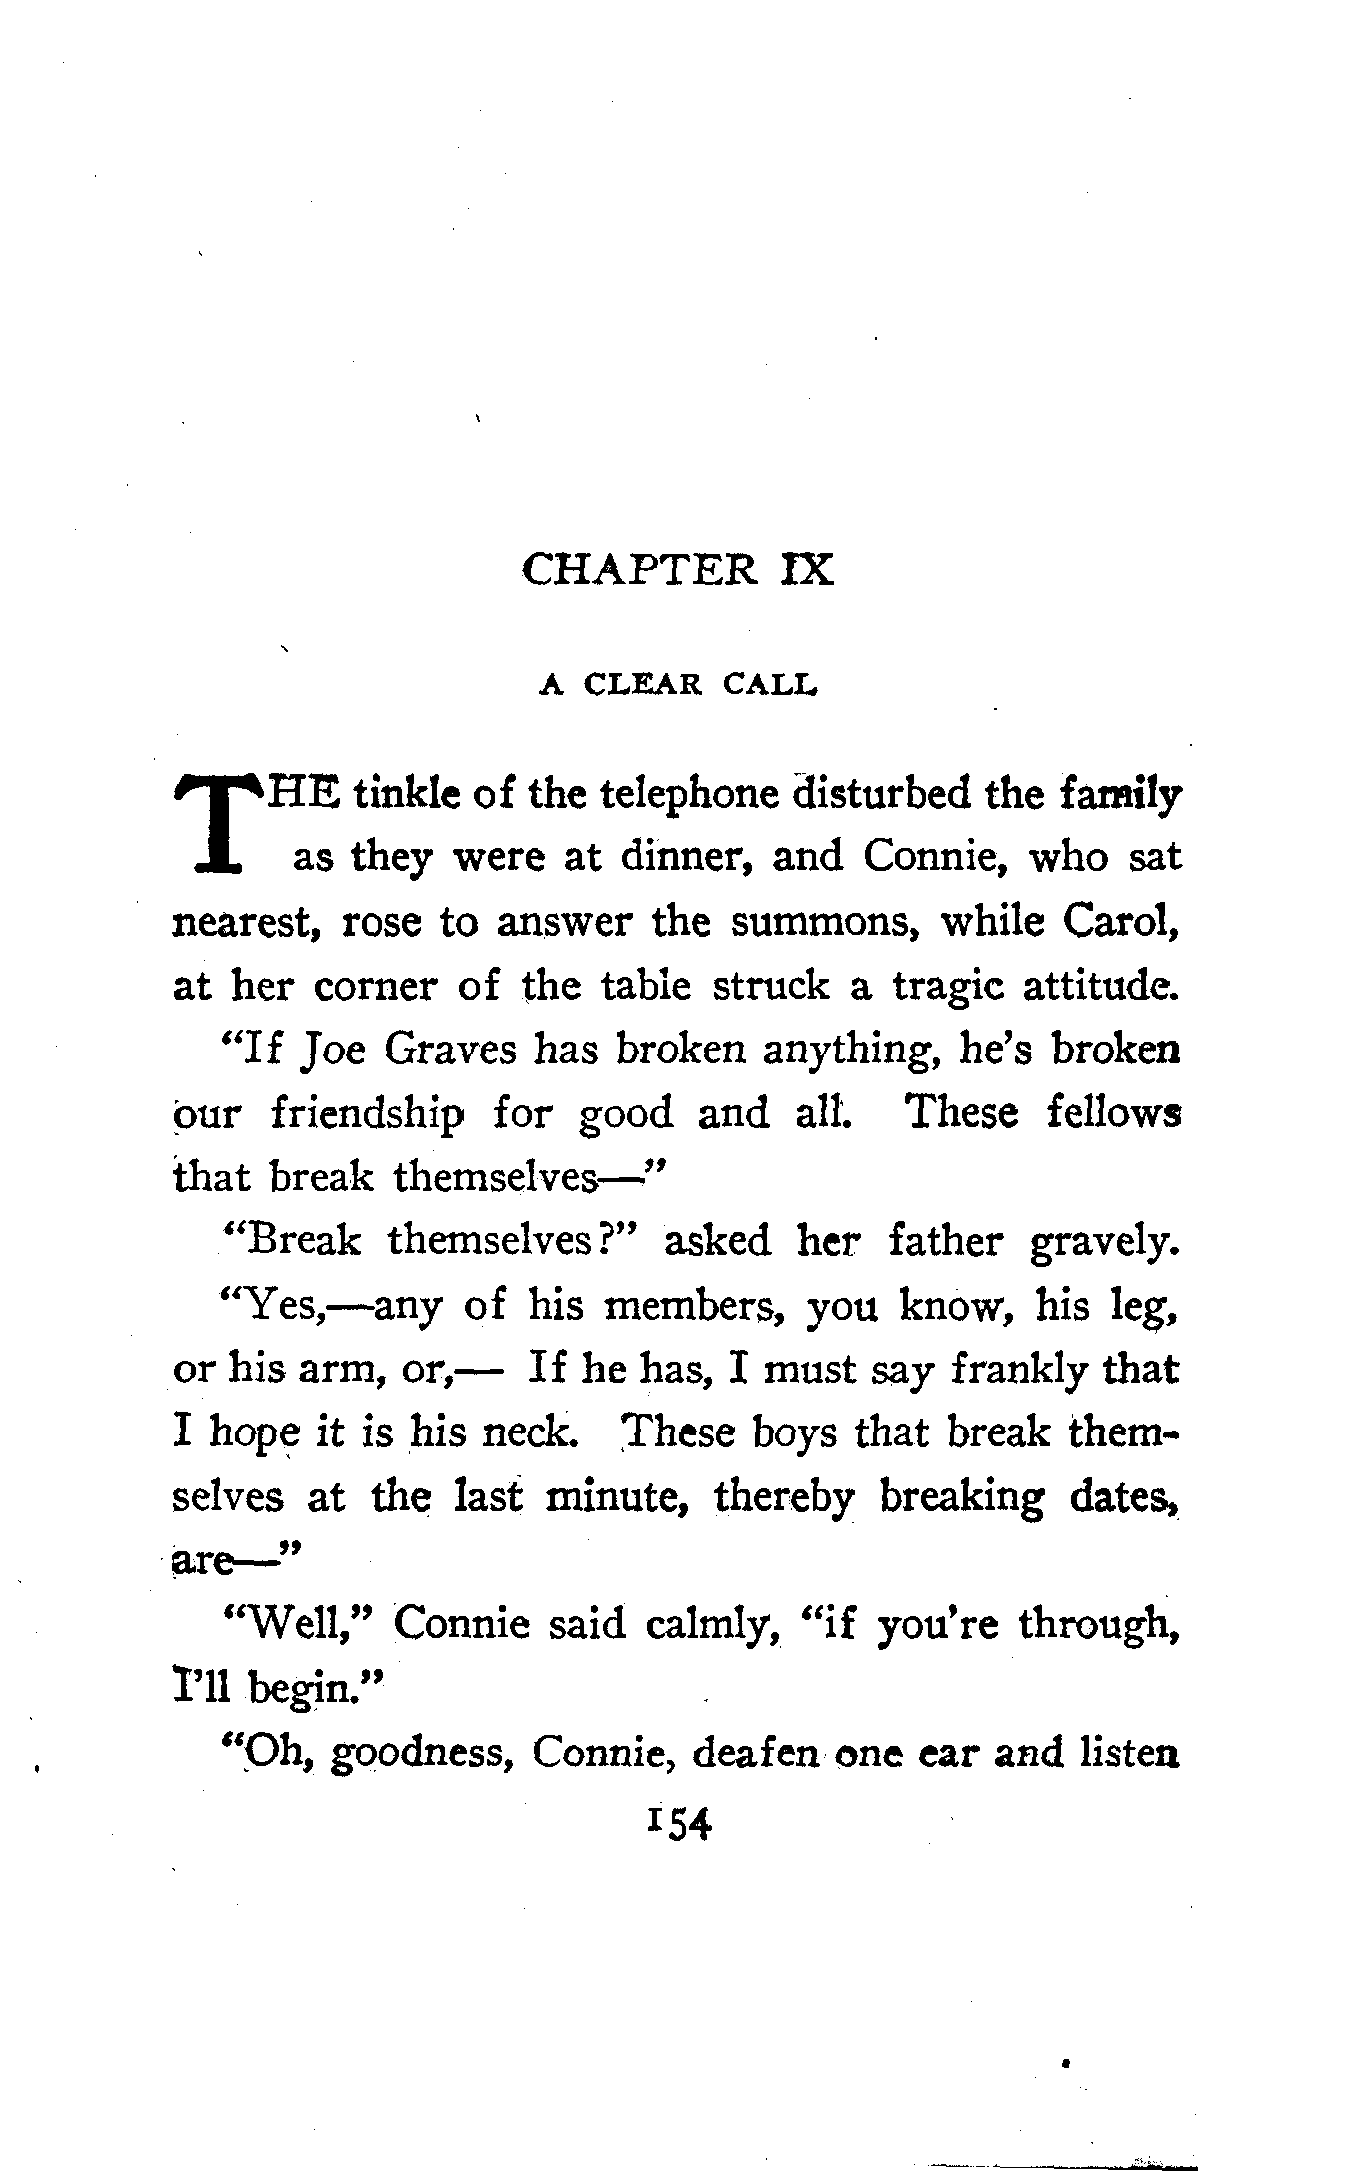 CHAPTER IX
A CLEAR CALL
THE tinkle of the telephone disturbed the family
as they were at dinner, and Connie, who sat
nearest, rose to answer the summons, while Carol,
at her corner of the table struck a tragic attitude.
"If Joe Graves has broken anything, he's broken
our friendship for good and all. These fellows
that break themselves—"
"Break themselves?" asked her father gravely.
"Yes,—any of his members, you know, his leg,
or his arm, or,— If he has, I must say frankly that
I hope it is his neck. These boys that break them-
selves at the last minute, thereby breaking dates,
are—"
"Well," Connie said calmly, "if you're through,
I'll begin."
"Oh, goodness, Connie, deafen one ear and listen
154